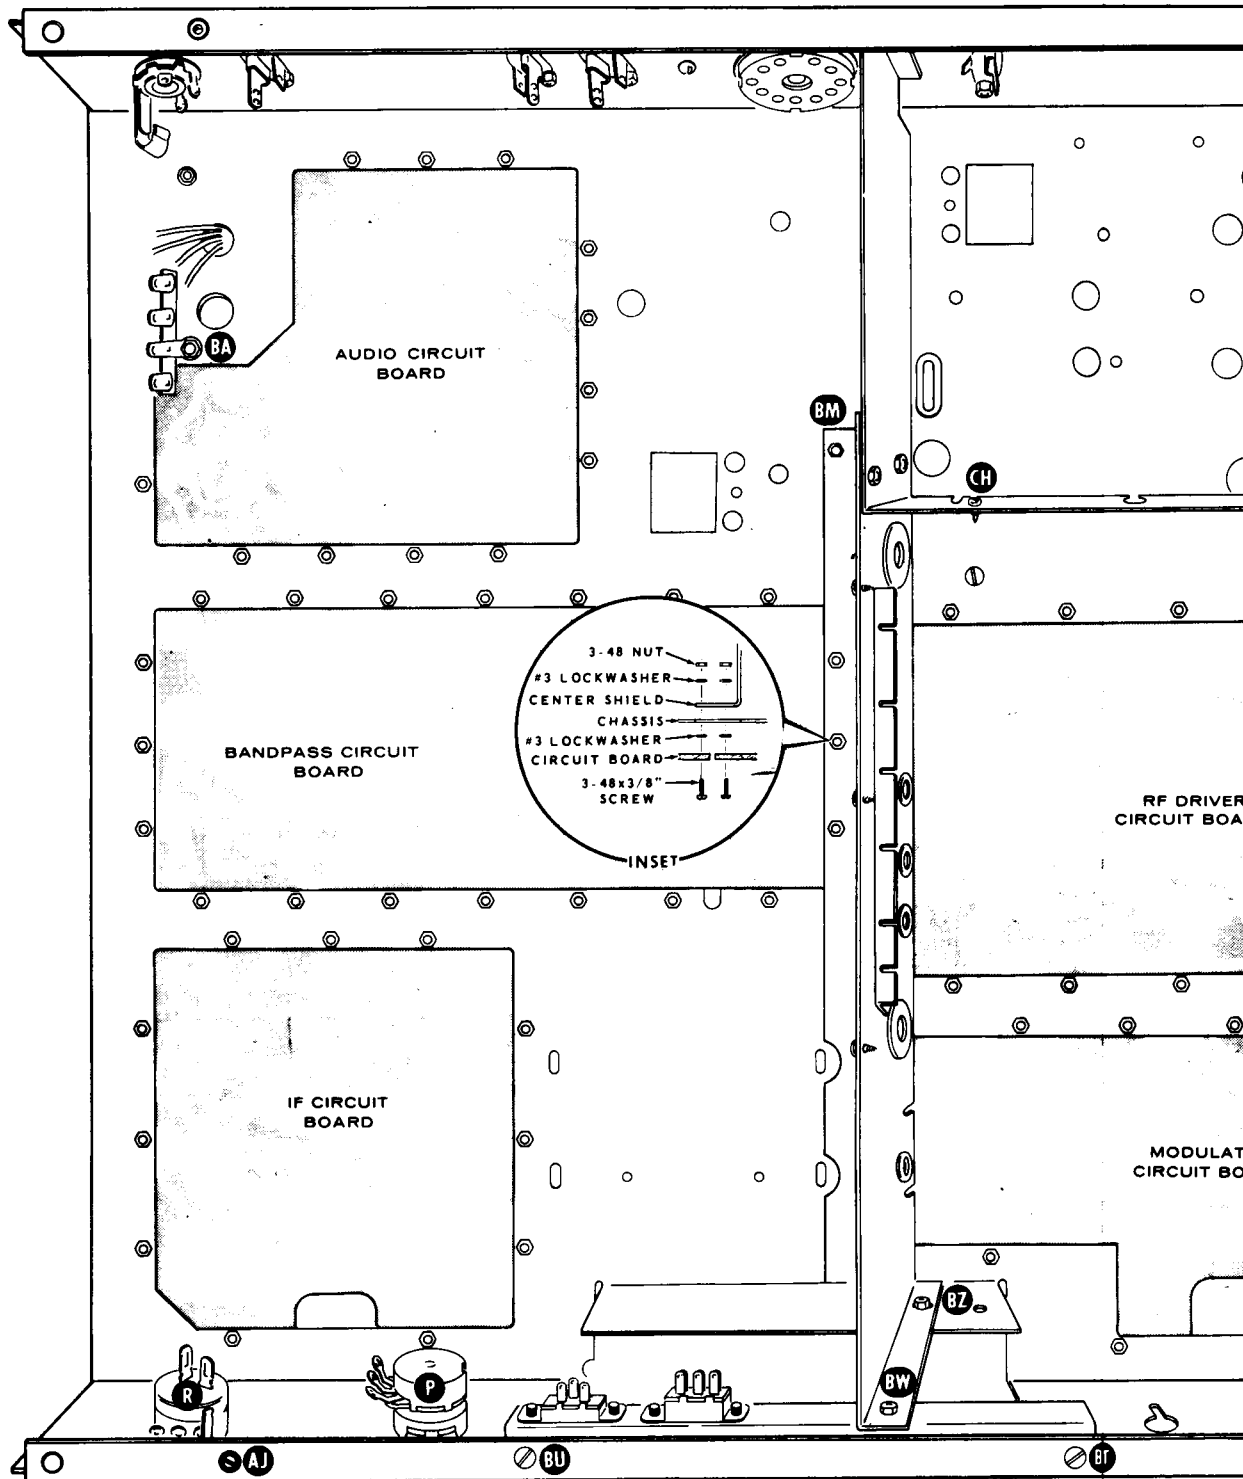 BA
AUDIO CIRCUIT
BOARD
BM
CH
3-48 NUT
#3 LOCKWASHER
CENTER SHIELD
CHASSIS
#3 LOCKWASHER
CIRCUIT BOARD
3-48x3/8"
SCREW
INSET
BANDPASS CIRCUIT
BOARD
RF DRIVER
CIRCUIT BOA
IF CIRCUIT
BOARD
MODULAT
CIRCUIT BO
BZ
R
P
BW
AJ
BU
BT